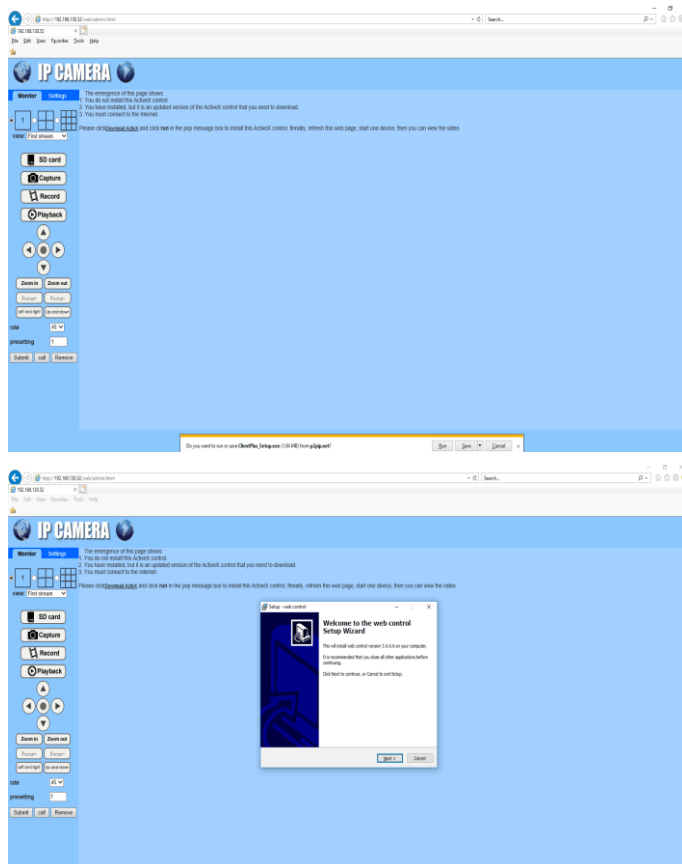 http://192.168.130.52/web/admin.html
Search...
192.168.130.52
File Edit View Favorites Tools Help
IP CAMERA
Monitor Settings
The emergence of this page shows:
1. You do not install this ActiveX control
2. You have installed, but it is an updated version of the ActiveX control that you need to download.
3. You must connect to the Internet.
1
Please click Download ActiveX and click run in the pop message box to install this ActiveX control, finnally, refresh this web page, start one device, then you can view the video.
view: First stream
SD card
Capture
Record
Playback
Zoom in Zoom out
Focus+ Focus-
Left and right Up and down
rate 45
presetting 1
Submit call Remove
Do you want to run or save ClientPlus_Setup.exe (1.94 MB) from p2pip.net?
Run Save Cancel
http://192.168.130.52/web/admin.html
Search...
192.168.130.52
File Edit View Favorites Tools Help
IP CAMERA
Monitor Settings
The emergence of this page shows:
1. You do not install this ActiveX control
2. You have installed, but it is an updated version of the ActiveX control that you need to download.
3. You must connect to the Internet.
1
Please click Download ActiveX and click run in the pop message box to install this ActiveX control, finnally, refresh this web page, start one device, then you can view the video.
view: First stream
Setup - web control
Welcome to the web control
Setup Wizard
This will install web control version 3.0.0.8 on your computer.
It is recommended that you close all other applications before
continuing.
Click Next to continue, or Cancel to exit Setup.
Next > Cancel
SD card
Capture
Record
Playback
Zoom in Zoom out
Focus+ Focus-
Left and right Up and down
rate 45
presetting 1
Submit call Remove